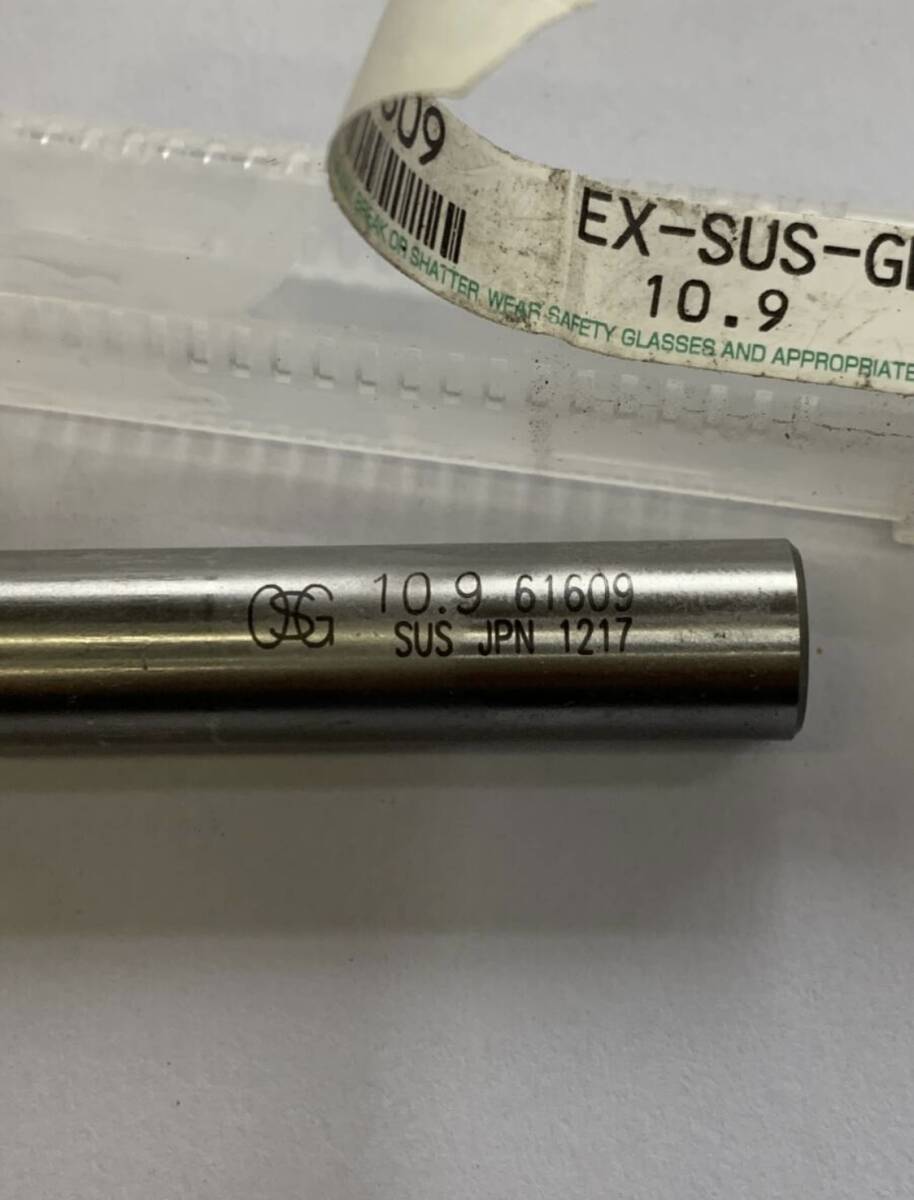 EX-SUS-G
10.9
BREAK OR SHATTER. WEAR SAFETY GLASSES AND APPROPRIATE
OSG 10.9 61609
SUS JPN 1217